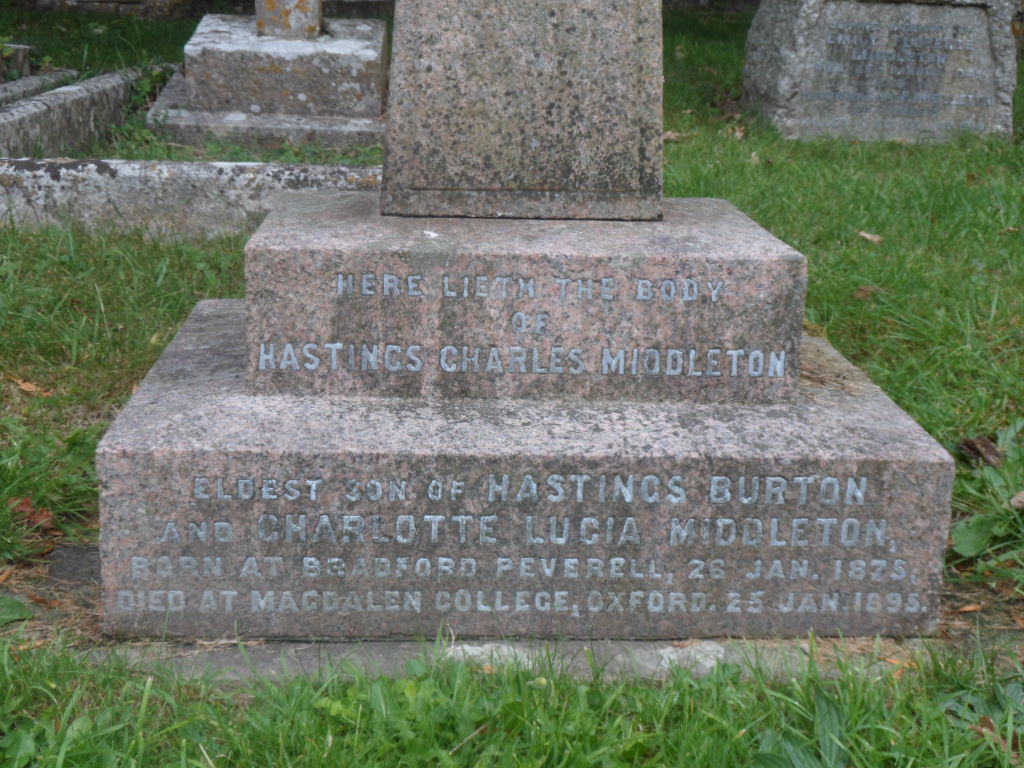 HERE LIETH THE BODY
OF
HASTINGS CHARLES MIDDLETON
ELDEST SON OF HASTINGS BURTON
AND CHARLOTTE LUCIA MIDDLETON,
BORN AT BRADFORD PEVERELL, 26 JAN. 1875,
DIED AT MAGDALEN COLLEGE, OXFORD. 25 JAN. 1895.